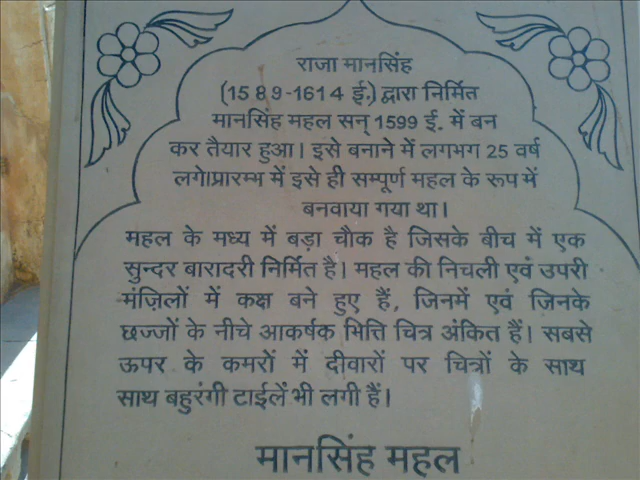 राजा मानसिंह
(1589-1614 ई.) द्वारा निर्मित
मानसिंह महल सन् 1599 ई. में बन
कर तैयार हुआ। इसे बनाने में लगभग 25 वर्ष
लगे।प्रारम्भ में इसे ही सम्पूर्ण महल के रूप में
बनवाया गया था।
महल के मध्य में बड़ा चौक है जिसके बीच में एक
सुन्दर बारादरी निर्मित है। महल की निचली एवं उपरी
मंज़िलों में कक्ष बने हुए हैं, जिनमें एवं जिनके
छज्जों के नीचे आकर्षक भित्ति चित्र अंकित हैं। सबसे
ऊपर के कमरों में दीवारों पर चित्रों के साथ
साथ बहुरंगी टाईलें भी लगी हैं।
मानसिंह महल